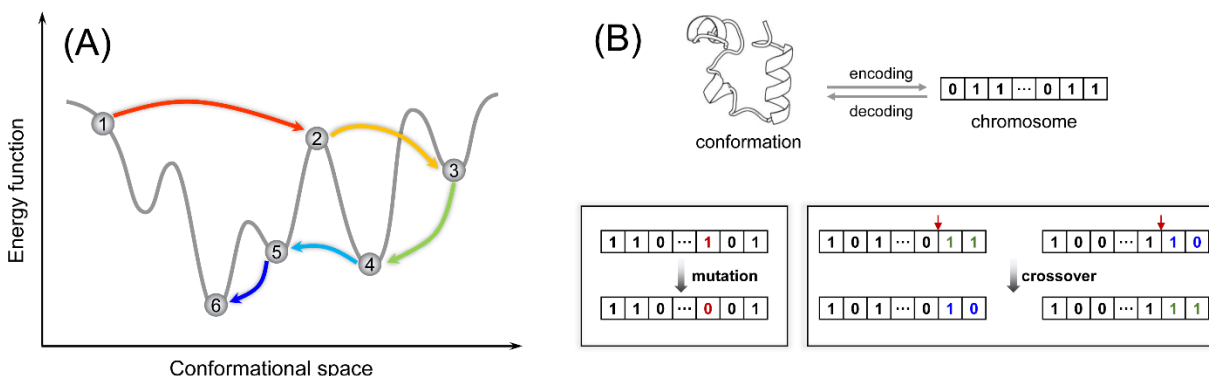 (A)
Energy function
1
2
3
4
5
6
Conformational space
(B)
conformation
encoding
decoding
0 1 1 ··· 0 1 1
chromosome
1 1 0 ··· 1 0 1
mutation
1 1 0 ··· 0 0 1
1 0 1 ··· 0 1 1
1 0 0 ··· 1 1 0
crossover
1 0 1 ··· 0 1 0
1 0 0 ··· 1 1 1